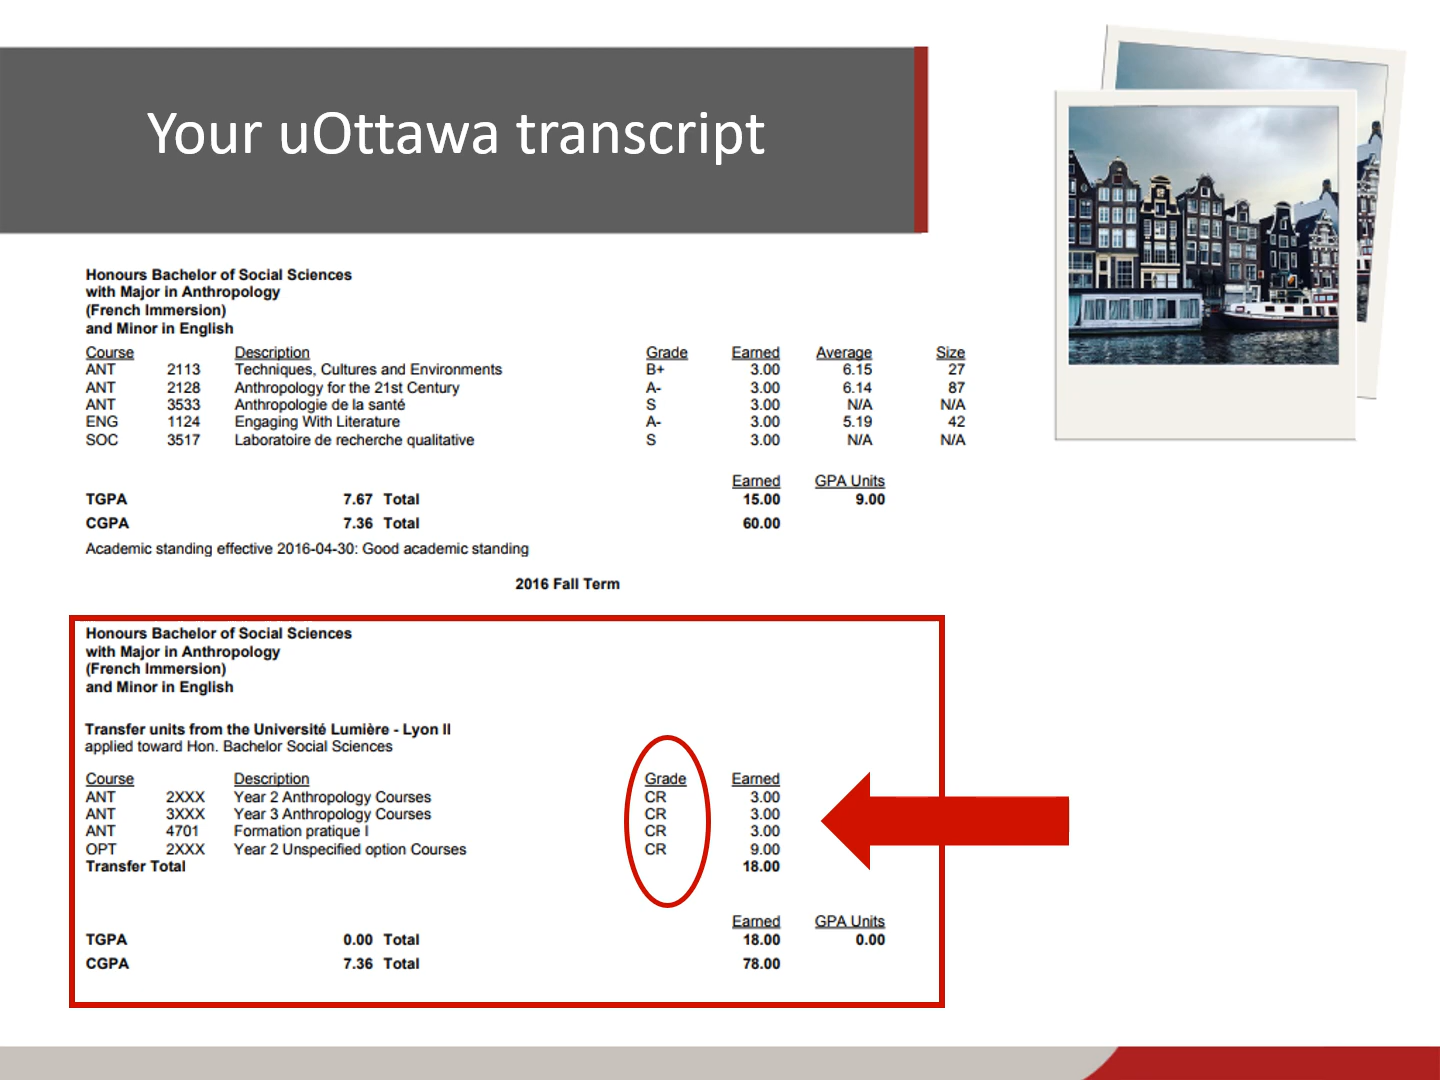 Your uOttawa transcript
Honours Bachelor of Social Sciences
with Major in Anthropology
(French Immersion)
and Minor in English
Course Description Grade Earned Average Size
ANT 2113 Techniques, Cultures and Environments B+ 3.00 6.15 27
ANT 2128 Anthropology for the 21st Century A- 3.00 6.14 87
ANT 3533 Anthropologie de la santé S 3.00 N/A N/A
ENG 1124 Engaging With Literature A- 3.00 5.19 42
SOC 3517 Laboratoire de recherche qualitative S 3.00 N/A N/A
Earned GPA Units
TGPA 7.67 Total 15.00 9.00
CGPA 7.36 Total 60.00
Academic standing effective 2016-04-30: Good academic standing
2016 Fall Term
Honours Bachelor of Social Sciences
with Major in Anthropology
(French Immersion)
and Minor in English
Transfer units from the Université Lumière - Lyon II
applied toward Hon. Bachelor Social Sciences
Course Description Grade Earned
ANT 2XXX Year 2 Anthropology Courses CR 3.00
ANT 3XXX Year 3 Anthropology Courses CR 3.00
ANT 4701 Formation pratique I CR 3.00
OPT 2XXX Year 2 Unspecified option Courses CR 9.00
Transfer Total 18.00
Earned GPA Units
TGPA 0.00 Total 18.00 0.00
CGPA 7.36 Total 78.00